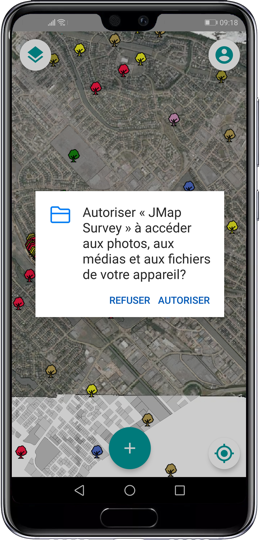 09:18
Autoriser « JMap
Survey » à accéder
aux photos, aux
médias et aux fichiers
de votre appareil?
REFUSER AUTORISER